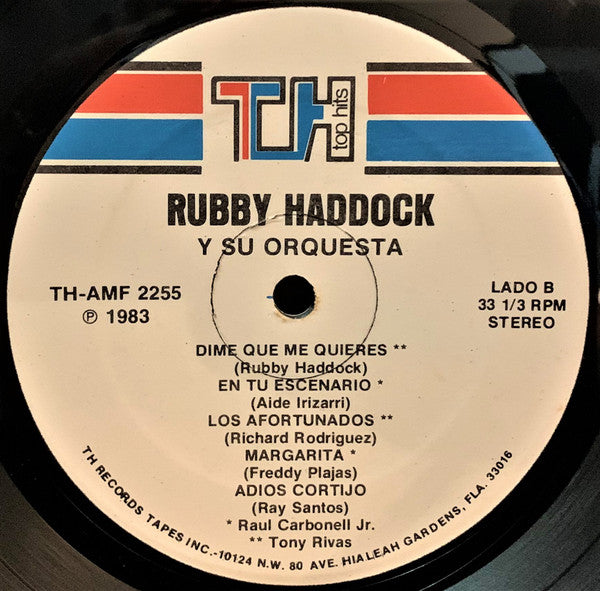 TH top hits
RUBBY HADDOCK
Y SU ORQUESTA
TH-AMF 2255
℗ 1983
LADO B
33 1/3 RPM
STEREO
DIME QUE ME QUIERES **
(Rubby Haddock)
EN TU ESCENARIO *
(Aide Irizarri)
LOS AFORTUNADOS **
(Richard Rodriguez)
MARGARITA *
(Freddy Plajas)
ADIOS CORTIJO
(Ray Santos)
* Raul Carbonell Jr.
** Tony Rivas
TH RECORDS TAPES INC.-10124 N.W. 80 AVE. HIALEAH GARDENS, FLA. 33016